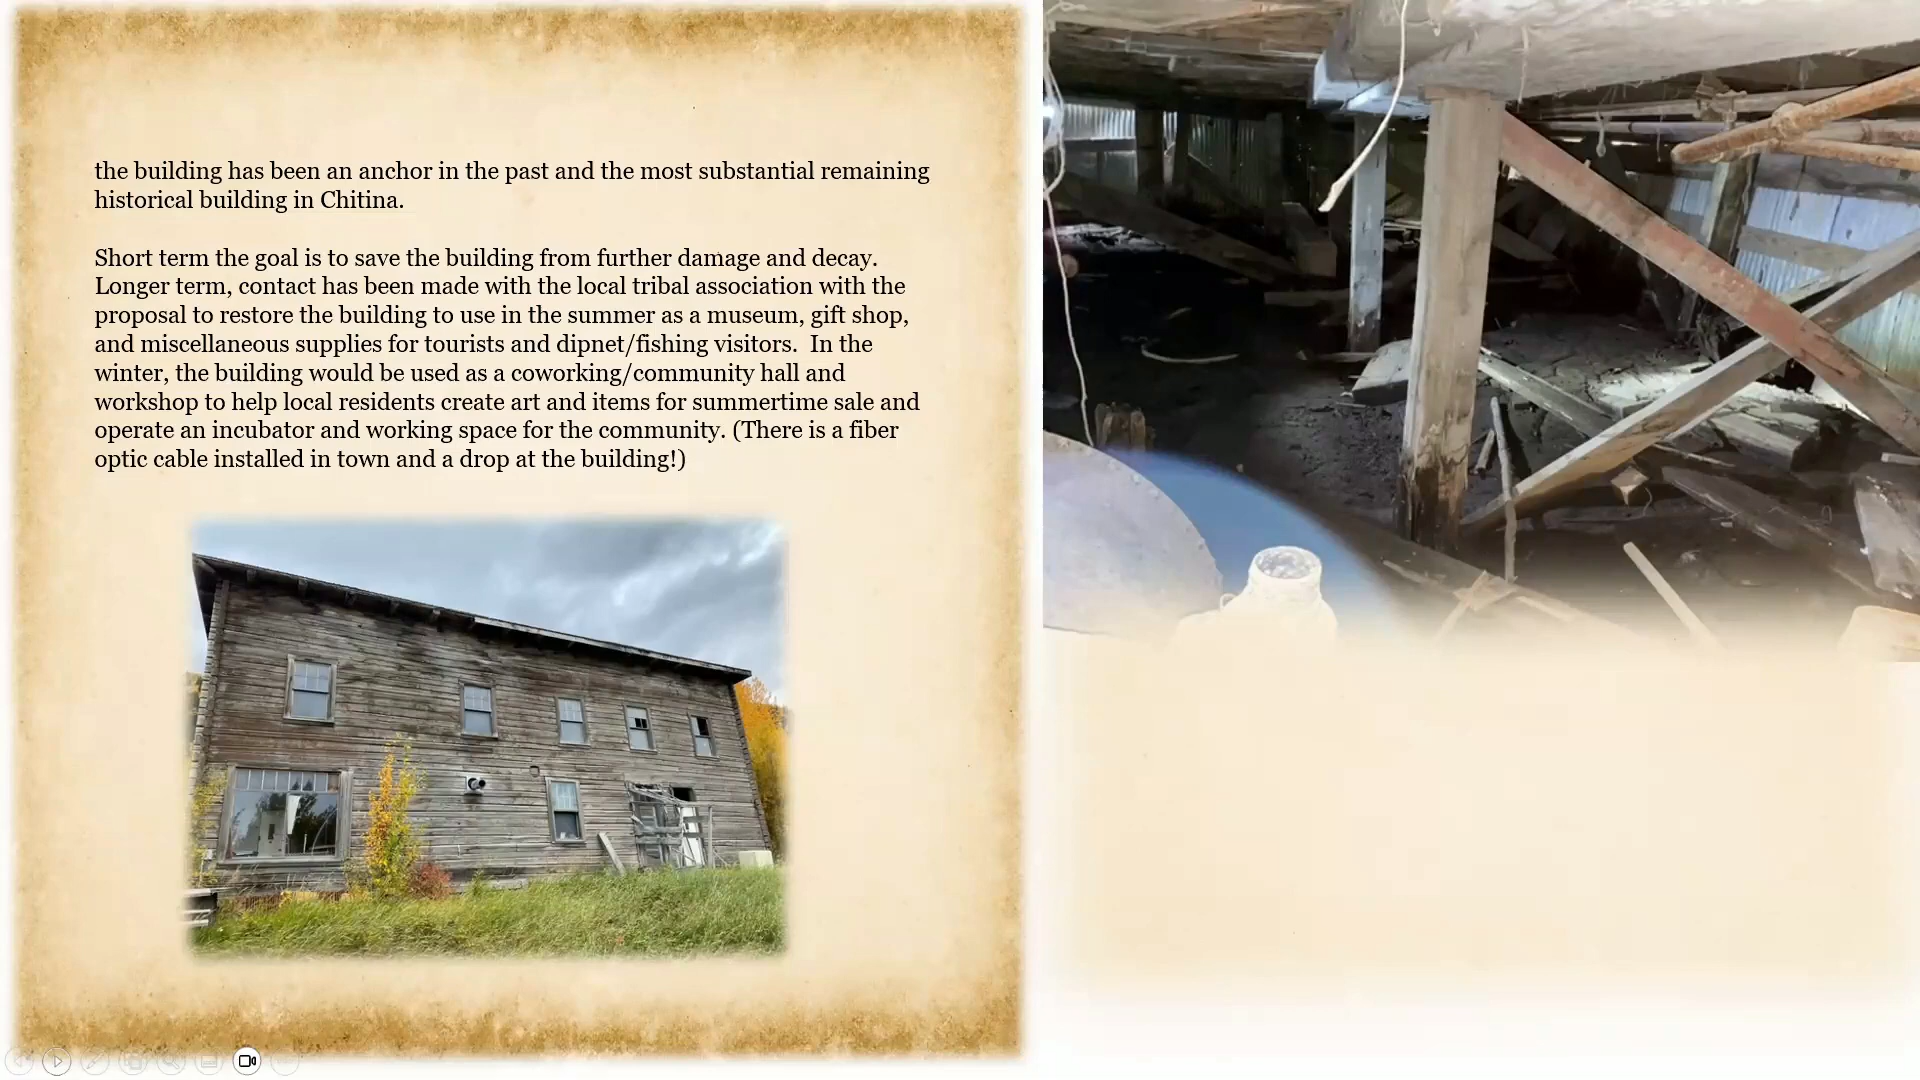 the building has been an anchor in the past and the most substantial remaining
historical building in Chitina.
Short term the goal is to save the building from further damage and decay.
Longer term, contact has been made with the local tribal association with the
proposal to restore the building to use in the summer as a museum, gift shop,
and miscellaneous supplies for tourists and dipnet/fishing visitors.  In the
winter, the building would be used as a coworking/community hall and
workshop to help local residents create art and items for summertime sale and
operate an incubator and working space for the community. (There is a fiber
optic cable installed in town and a drop at the building!)